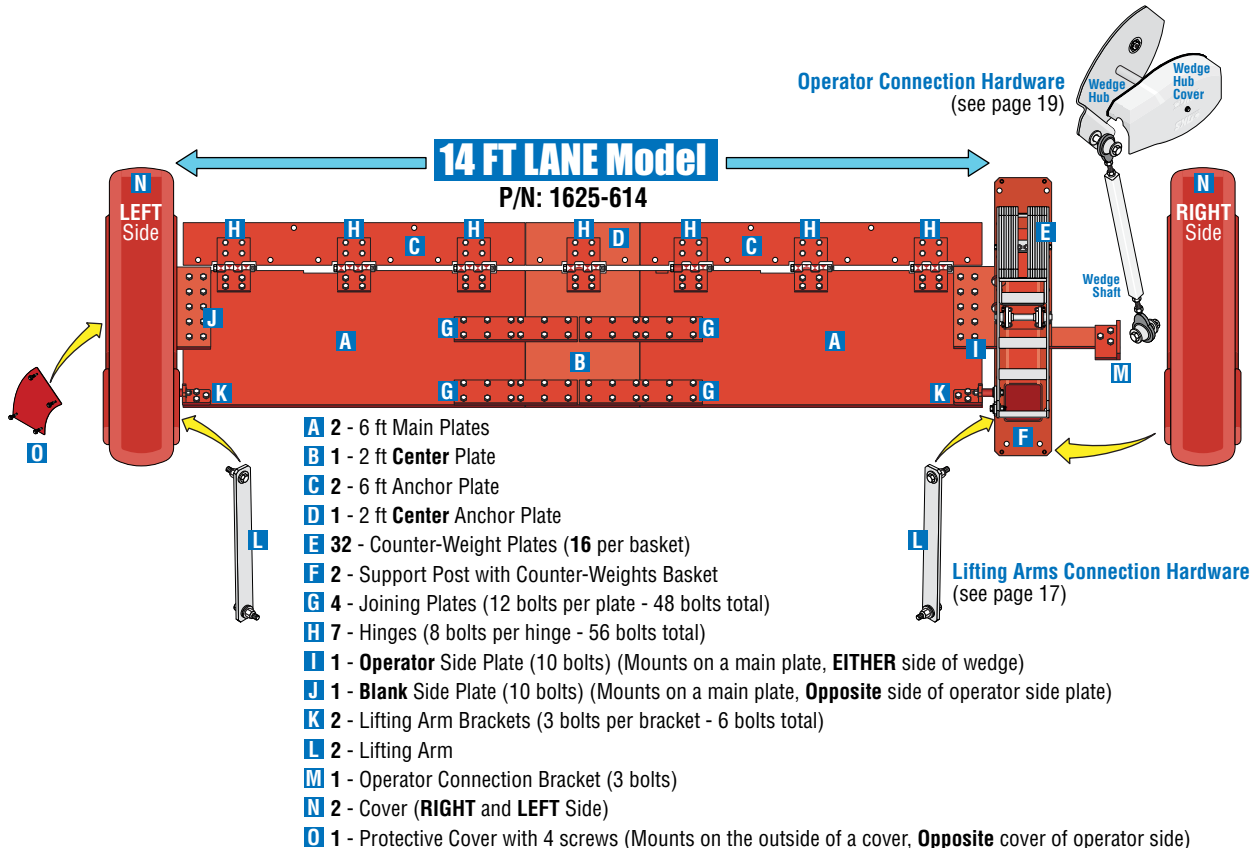 Operator Connection Hardware
(see page 19)
Wedge
Hub
Wedge
Hub
Cover
14 FT LANE Model
P/N: 1625-614
N
LEFT
Side
N
RIGHT
Side
H H H H H H H
C D C
E
Wedge
Shaft
J
A
G G
A
I
M
B
K
G G
K
F
O
L
L
Lifting Arms Connection Hardware
(see page 17)
A 2 - 6 ft Main Plates
B 1 - 2 ft Center Plate
C 2 - 6 ft Anchor Plate
D 1 - 2 ft Center Anchor Plate
E 32 - Counter-Weight Plates (16 per basket)
F 2 - Support Post with Counter-Weights Basket
G 4 - Joining Plates (12 bolts per plate - 48 bolts total)
H 7 - Hinges (8 bolts per hinge - 56 bolts total)
I 1 - Operator Side Plate (10 bolts) (Mounts on a main plate, EITHER side of wedge)
J 1 - Blank Side Plate (10 bolts) (Mounts on a main plate, Opposite side of operator side plate)
K 2 - Lifting Arm Brackets (3 bolts per bracket - 6 bolts total)
L 2 - Lifting Arm
M 1 - Operator Connection Bracket (3 bolts)
N 2 - Cover (RIGHT and LEFT Side)
O 1 - Protective Cover with 4 screws (Mounts on the outside of a cover, Opposite cover of operator side)